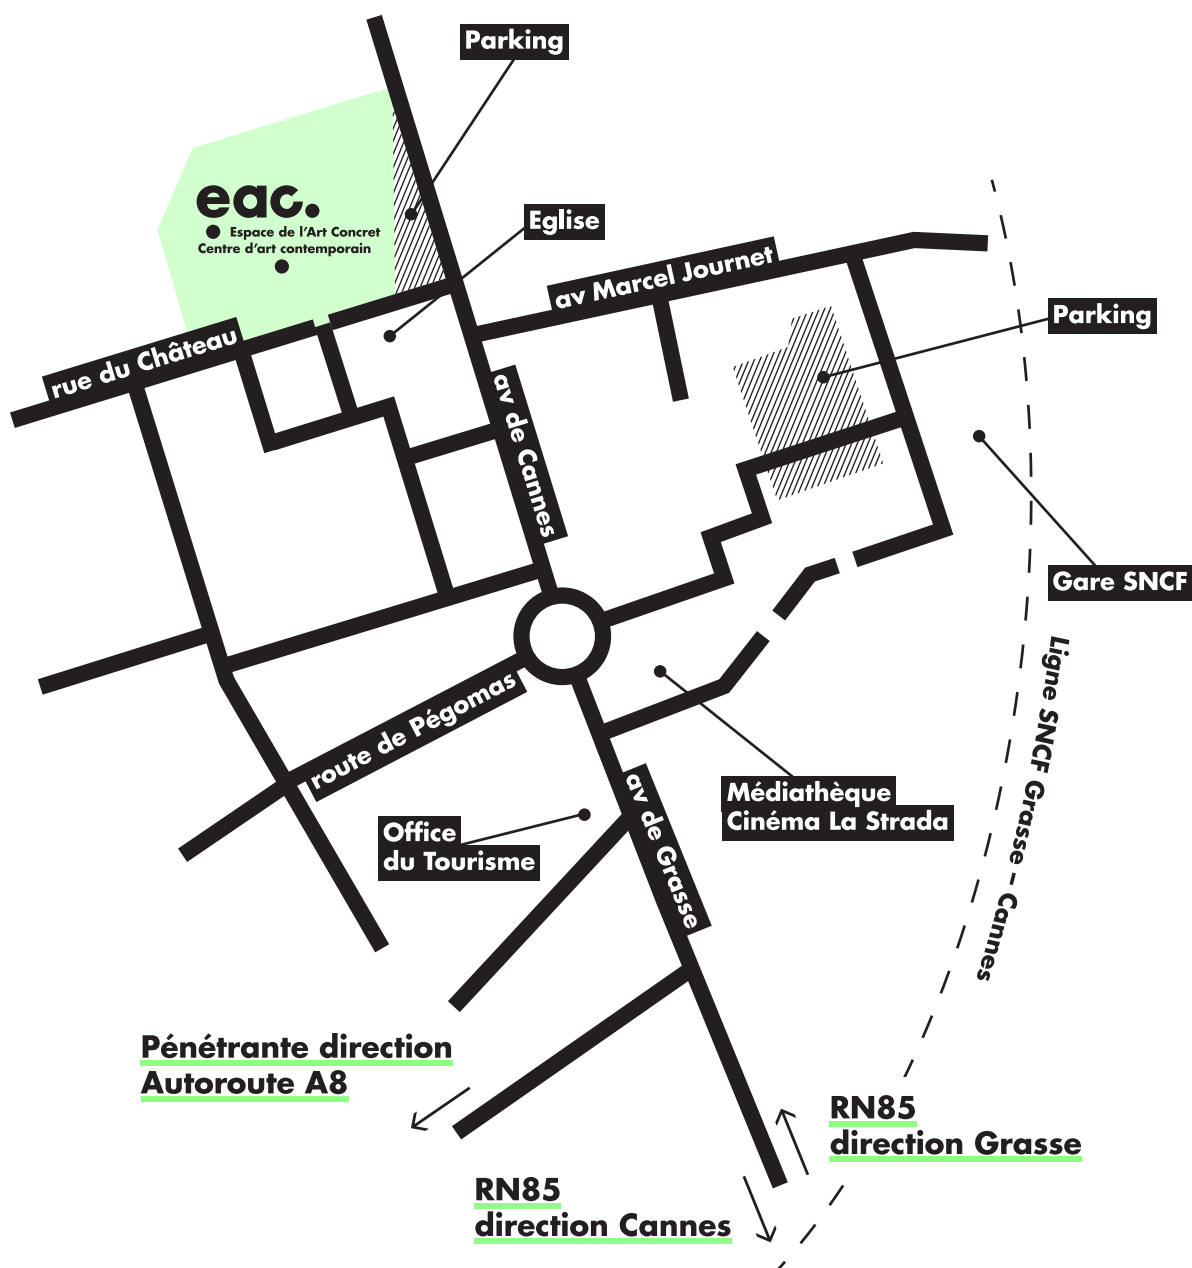 Parking
eac.
Espace de l'Art Concret
Centre d'art contemporain
Eglise
av Marcel Journet
Parking
rue du Château
av de Cannes
Gare SNCF
Ligne SNCF Grasse - Cannes
route de Pégomas
av de Grasse
Médiathèque
Cinéma La Strada
Office
du Tourisme
Pénétrante direction
Autoroute A8
RN85
direction Grasse
RN85
direction Cannes